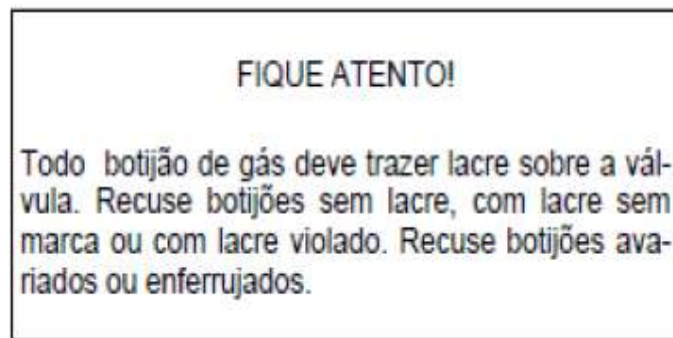 FIQUE ATENTO!
Todo botijão de gás deve trazer lacre sobre a vál-
vula. Recuse botijões sem lacre, com lacre sem
marca ou com lacre violado. Recuse botijões ava-
riados ou enferrujados.